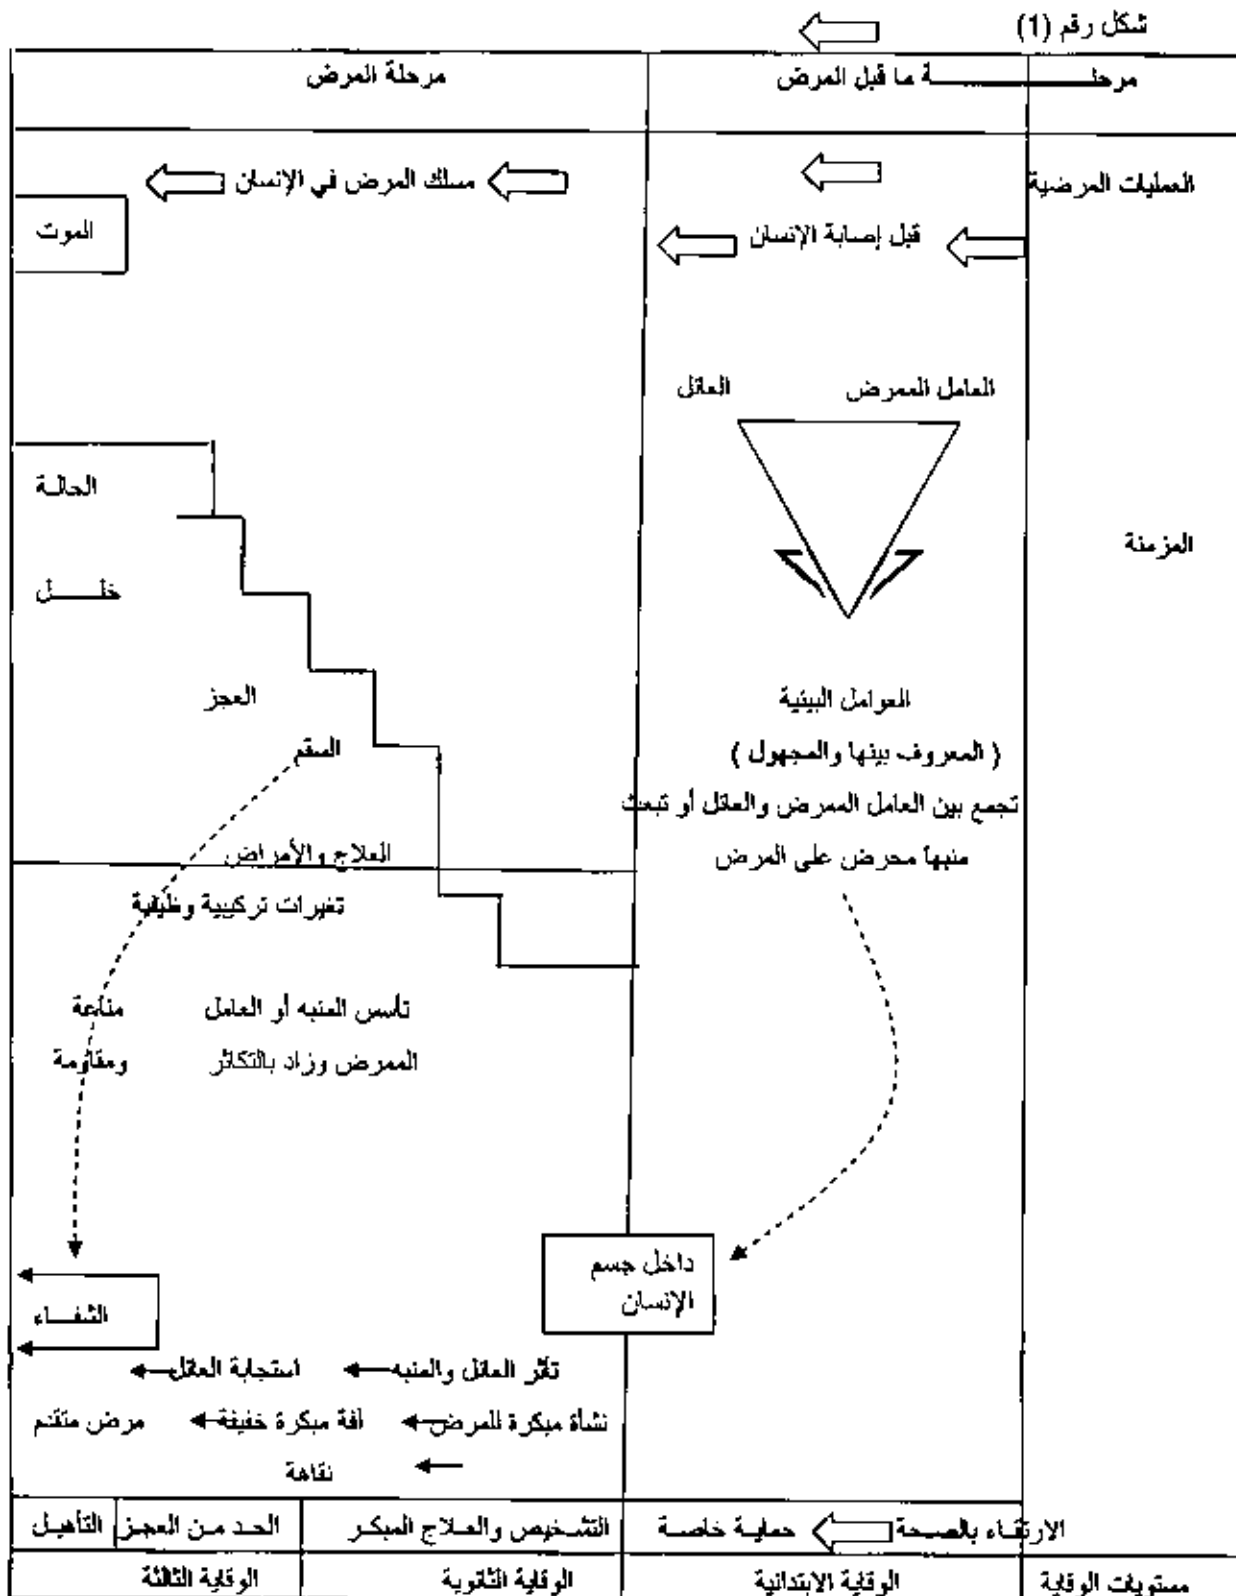 شكل رقم (1)
مرحلة ما قبل المرض
مرحلة المرض
العمليات المرضية
مسلك المرض في الإنسان
قبل إصابة الإنسان
الموت
العامل الممرض
العائل
الحالة
المزمنة
خلل
العوامل البيئية
العجز
( المعروف بينها والمجهول )
السقم
تجمع بين العامل الممرض والعائل أو تبعث
منبها محرض على المرض
العلاج والأمراض
تغيرات تركيبية وظيفية
تأسس المنبه أو العامل
مناعة
الممرض وزاد بالتكاثر
ومقاومة
داخل جسم
الإنسان
الشفاء
تأثر العائل والمنبه
استجابة العائل
نشأة مبكرة للمرض
آفة مبكرة خفيفة
مرض متقدم
نقاهة
الارتقاء بالصحة
حماية خاصة
التشخيص والعلاج المبكر
الحد من العجز
التأهيل
مستويات الوقاية
الوقاية الابتدائية
الوقاية الثانوية
الوقاية الثالثة